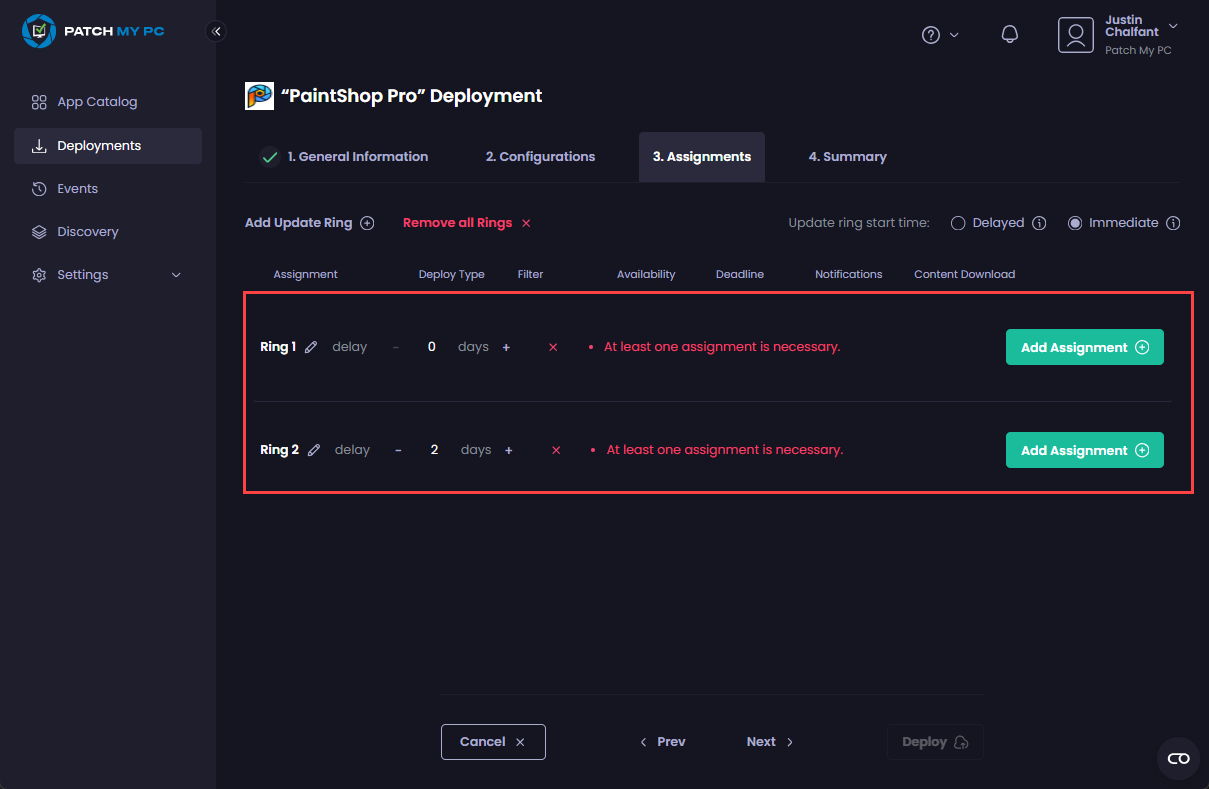 PATCH MY PC
Justin
Chalfant
Patch My PC
App Catalog
Deployments
Events
Discovery
Settings
“PaintShop Pro” Deployment
1. General Information
2. Configurations
3. Assignments
4. Summary
Add Update Ring
Remove all Rings ×
Update ring start time:
Delayed
Immediate
Assignment
Deploy Type
Filter
Availability
Deadline
Notifications
Content Download
Ring 1 delay - 0 days + × • At least one assignment is necessary.
Add Assignment
Ring 2 delay - 2 days + × • At least one assignment is necessary.
Add Assignment
Cancel ×
Prev
Next
Deploy